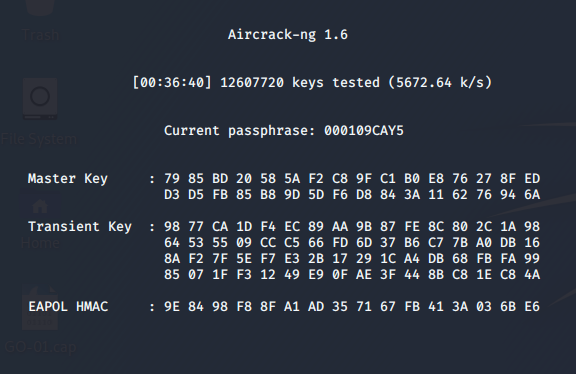 Aircrack-ng 1.6
[00:36:40] 12607720 keys tested (5672.64 k/s)
Current passphrase: 000109CAY5
Master Key : 79 85 BD 20 58 5A F2 C8 9F C1 B0 E8 76 27 8F ED
D3 D5 FB 85 B8 9D 5D F6 D8 84 3A 11 62 76 94 6A
Transient Key : 98 77 CA 1D F4 EC 89 AA 9B 87 FE 8C 80 2C 1A 98
64 53 55 09 CC C5 66 FD 6D 37 B6 C7 7B A0 DB 16
8A F2 7F 5E F7 E3 2B 17 29 1C A4 DB 68 FB FA 99
85 07 1F F3 12 49 E9 0F AE 3F 44 8B C8 1E C8 4A
EAPOL HMAC : 9E 84 98 F8 8F A1 AD 35 71 67 FB 41 3A 03 6B E6
Trash
File System
Home
GO-01.cap